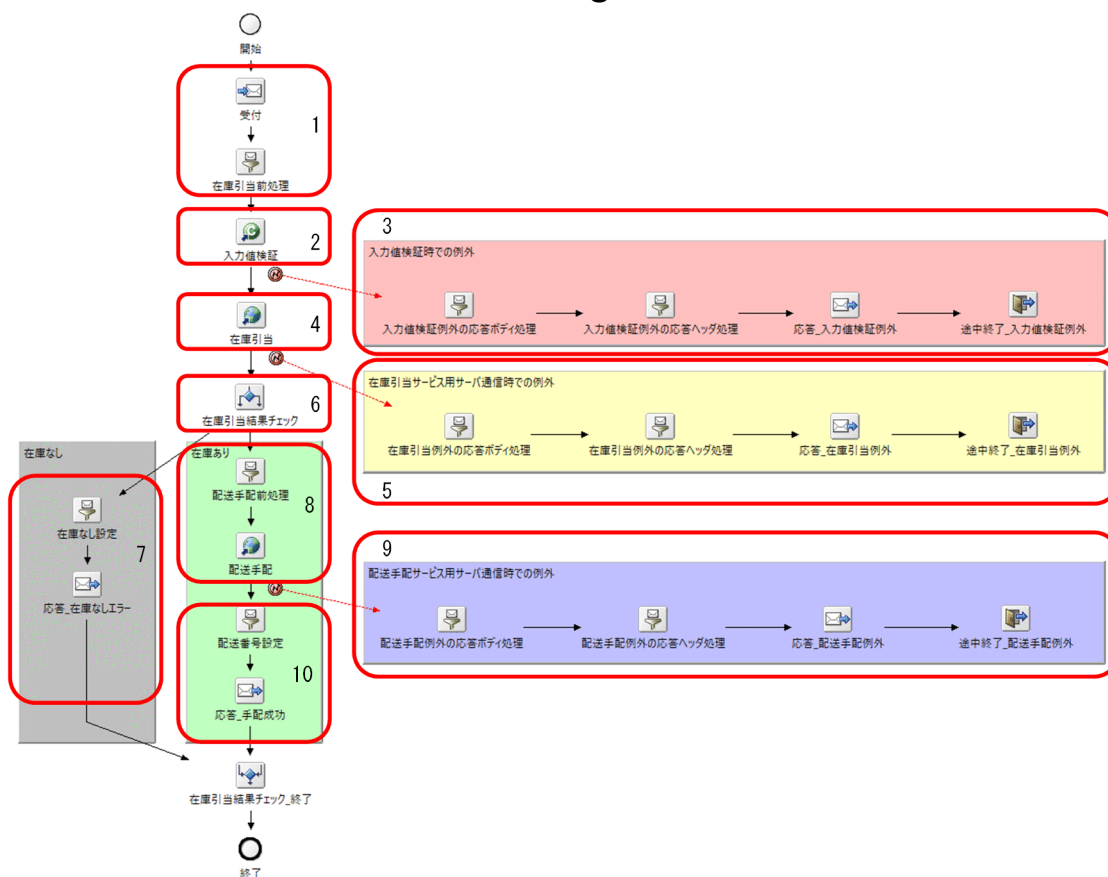 g
開始
受付
1
在庫引当前処理
2
入力値検証
3
入力値検証時での例外
入力値検証例外の応答ボディ処理
入力値検証例外の応答ヘッダ処理
応答_入力値検証例外
途中終了_入力値検証例外
4
在庫引当
在庫引当サービス用サーバ通信時での例外
在庫引当例外の応答ボディ処理
在庫引当例外の応答ヘッダ処理
応答_在庫引当例外
途中終了_在庫引当例外
5
6
在庫引当結果チェック
在庫なし
在庫なし設定
7
応答_在庫なしエラー
在庫あり
配送手配前処理
8
配送手配
9
配送手配サービス用サーバ通信時での例外
配送手配例外の応答ボディ処理
配送手配例外の応答ヘッダ処理
応答_配送手配例外
途中終了_配送手配例外
配送番号設定
10
応答_手配成功
在庫引当結果チェック_終了
終了